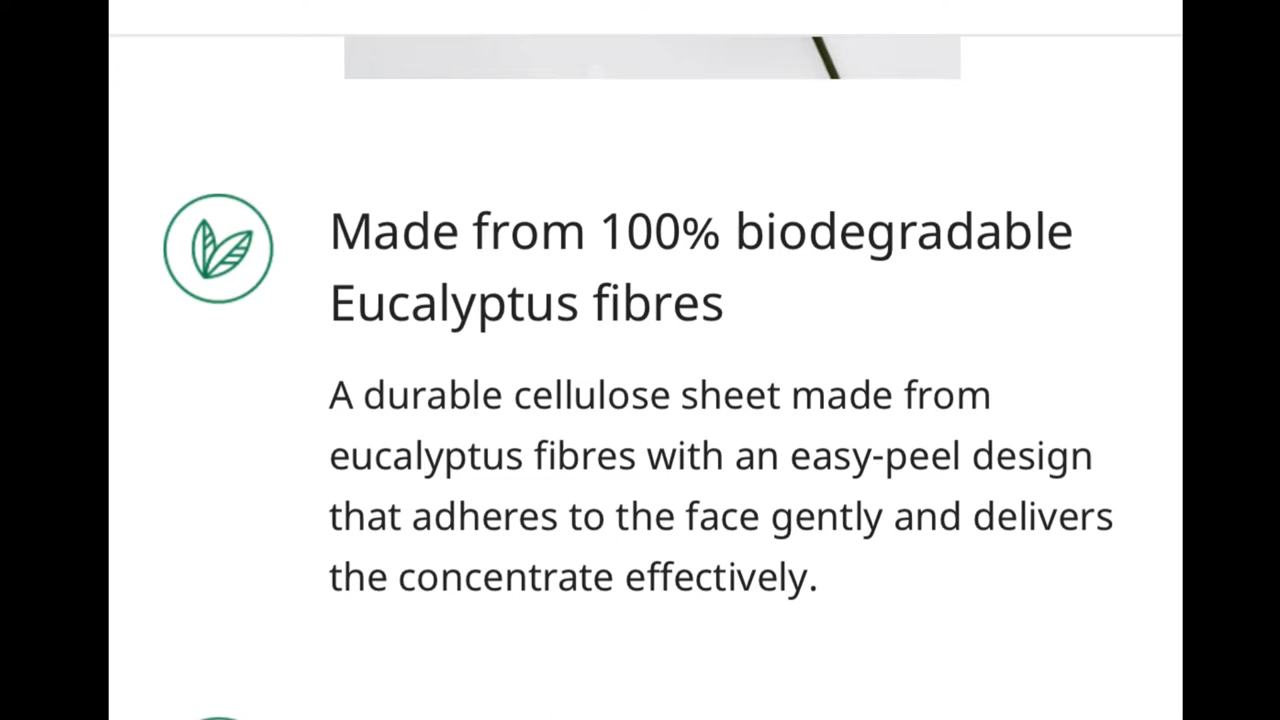 Made from 100% biodegradable
Eucalyptus fibres
A durable cellulose sheet made from
eucalyptus fibres with an easy-peel design
that adheres to the face gently and delivers
the concentrate effectively.